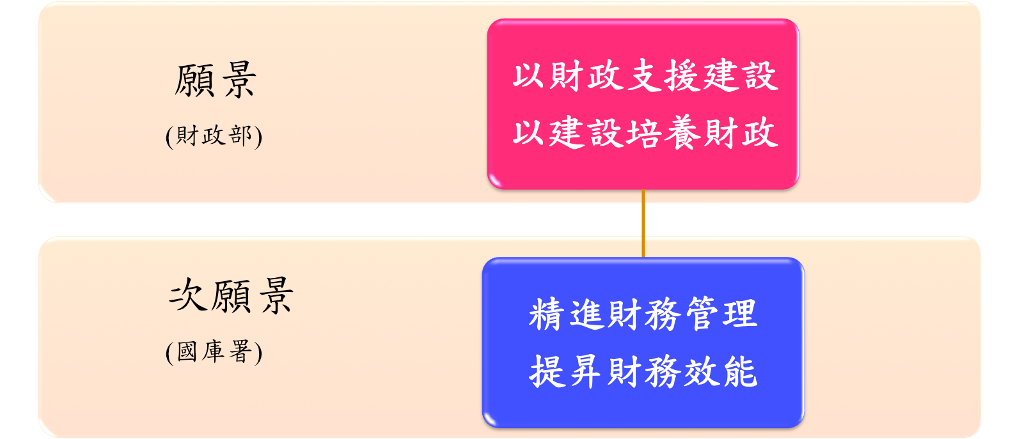 願景
(財政部)
以財政支援建設
以建設培養財政
次願景
(國庫署)
精進財務管理
提昇財務效能